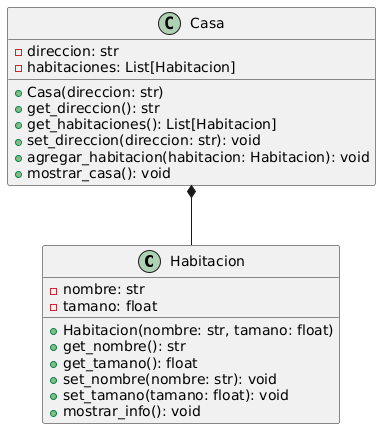 C Casa
direccion: str
habitaciones: List[Habitacion]
Casa(direccion: str)
get_direccion(): str
get_habitaciones(): List[Habitacion]
set_direccion(direccion: str): void
agregar_habitacion(habitacion: Habitacion): void
mostrar_casa(): void
C Habitacion
nombre: str
tamano: float
Habitacion(nombre: str, tamano: float)
get_nombre(): str
get_tamano(): float
set_nombre(nombre: str): void
set_tamano(tamano: float): void
mostrar_info(): void